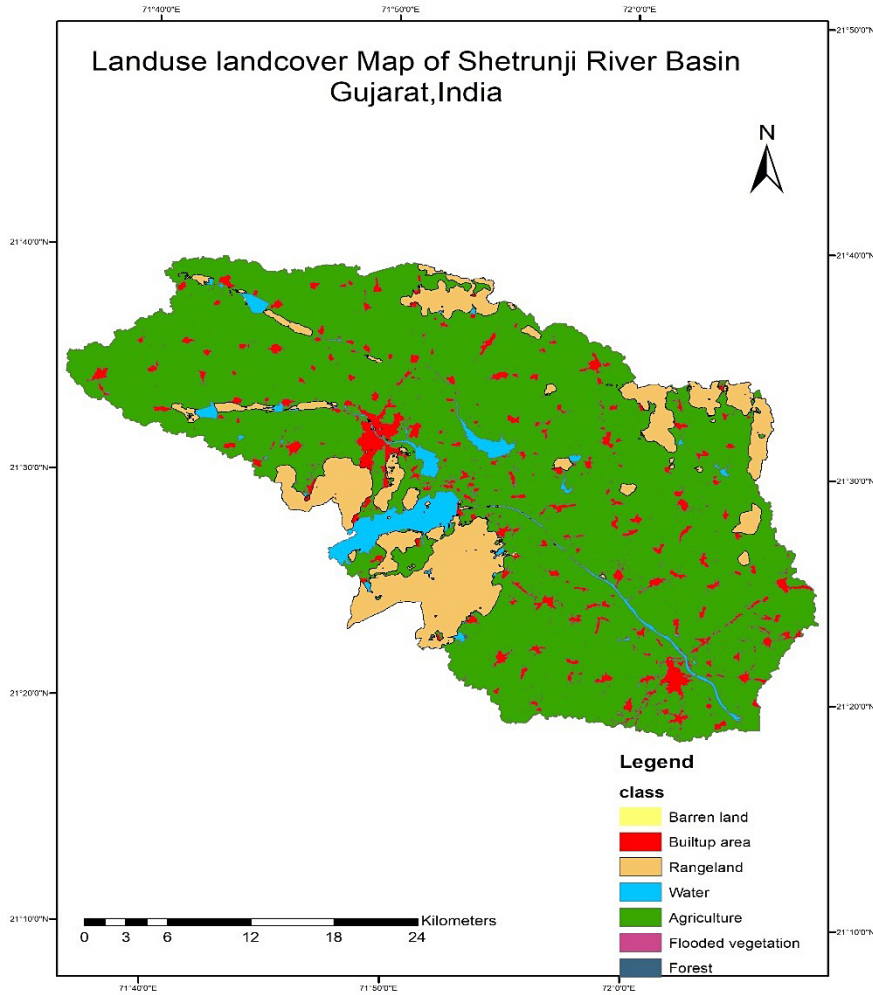 71°40'0"E 71°50'0"E 72°0'0"E
21°50'0"N
Landuse landcover Map of Shetrunji River Basin
Gujarat,India
N
21°40'0"N 21°40'0"N
21°30'0"N 21°30'0"N
21°20'0"N 21°20'0"N
Legend
class
Barren land
Builtup area
Rangeland
Water
Agriculture
Flooded vegetation
Forest
21°10'0"N 21°10'0"N
Kilometers
0 3 6 12 18 24
71°40'0"E 71°50'0"E 72°0'0"E